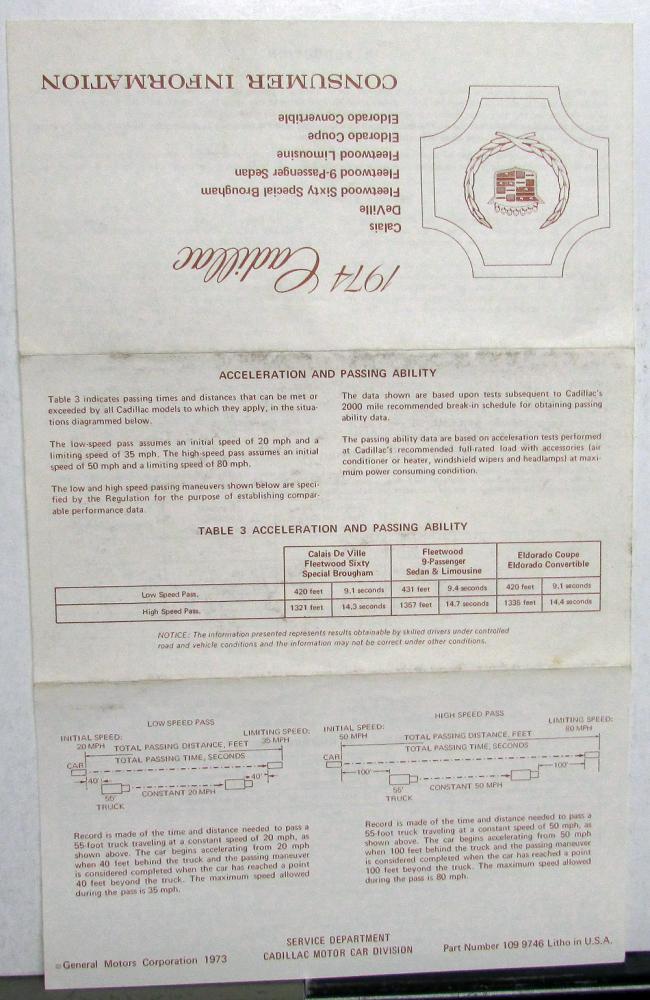 1974 Cadillac
Calais
DeVille
Fleetwood Sixty Special Brougham
Fleetwood 9-Passenger Sedan
Fleetwood Limousine
Eldorado Coupe
Eldorado Convertible
CONSUMER INFORMATION
ACCELERATION AND PASSING ABILITY
Table 3 indicates passing times and distances that can be met or
exceeded by all Cadillac models to which they apply, in the situa-
tions diagrammed below.
The low-speed pass assumes an initial speed of 20 mph and a
limiting speed of 35 mph. The high-speed pass assumes an initial
speed of 50 mph and a limiting speed of 80 mph.
The low and high speed passing maneuvers shown below are speci-
fied by the Regulation for the purpose of establishing compar-
able performance data.
The data shown are based upon tests subsequent to Cadillac's
2000 mile recommended break-in schedule for obtaining passing
ability data.
The passing ability data are based on acceleration tests performed
at Cadillac's recommended full-rated load with accessories (air
conditioner or heater, windshield wipers and headlamps) at maxi-
mum power consuming condition.
TABLE 3 ACCELERATION AND PASSING ABILITY
Calais De Ville
Fleetwood Sixty
Special Brougham
Fleetwood
9-Passenger
Sedan & Limousine
Eldorado Coupe
Eldorado Convertible
Low Speed Pass. 420 feet 9.1 seconds 431 feet 9.4 seconds 420 feet 9.1 seconds
High Speed Pass. 1321 feet 14.3 seconds 1357 feet 14.7 seconds 1335 feet 14.4 seconds
NOTICE: The information presented represents results obtainable by skilled drivers under controlled
road and vehicle conditions and the information may not be correct under other conditions.
LOW SPEED PASS
INITIAL SPEED:
20 MPH
LIMITING SPEED:
35 MPH
TOTAL PASSING DISTANCE, FEET
TOTAL PASSING TIME, SECONDS
CAR
40'
40'
55'
TRUCK
CONSTANT 20 MPH
Record is made of the time and distance needed to pass a
55-foot truck traveling at a constant speed of 20 mph, as
shown above. The car begins accelerating from 20 mph
when 40 feet behind the truck and the passing maneuver
is considered completed when the car has reached a point
40 feet beyond the truck. The maximum speed allowed
during the pass is 35 mph.
HIGH SPEED PASS
INITIAL SPEED:
50 MPH
LIMITING SPEED:
80 MPH
TOTAL PASSING DISTANCE, FEET
TOTAL PASSING TIME, SECONDS
CAR
100'
100'
55'
TRUCK
CONSTANT 50 MPH
Record is made of the time and distance needed to pass a
55-foot truck traveling at a constant speed of 50 mph, as
shown above. The car begins accelerating from 50 mph
when 100 feet behind the truck and the passing maneuver
is considered completed when the car has reached a point
100 feet beyond the truck. The maximum speed allowed
during the pass is 80 mph.
©General Motors Corporation 1973
SERVICE DEPARTMENT
CADILLAC MOTOR CAR DIVISION
Part Number 109 9746 Litho in U.S.A.